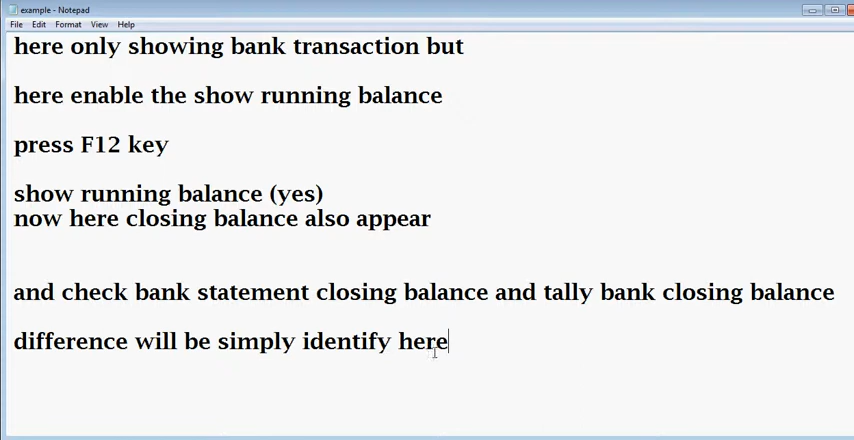 example - Notepad
File Edit Format View Help
here only showing bank transaction but
here enable the show running balance
press F12 key
show running balance (yes)
now here closing balance also appear
and check bank statement closing balance and tally bank closing balance
difference will be simply identify here